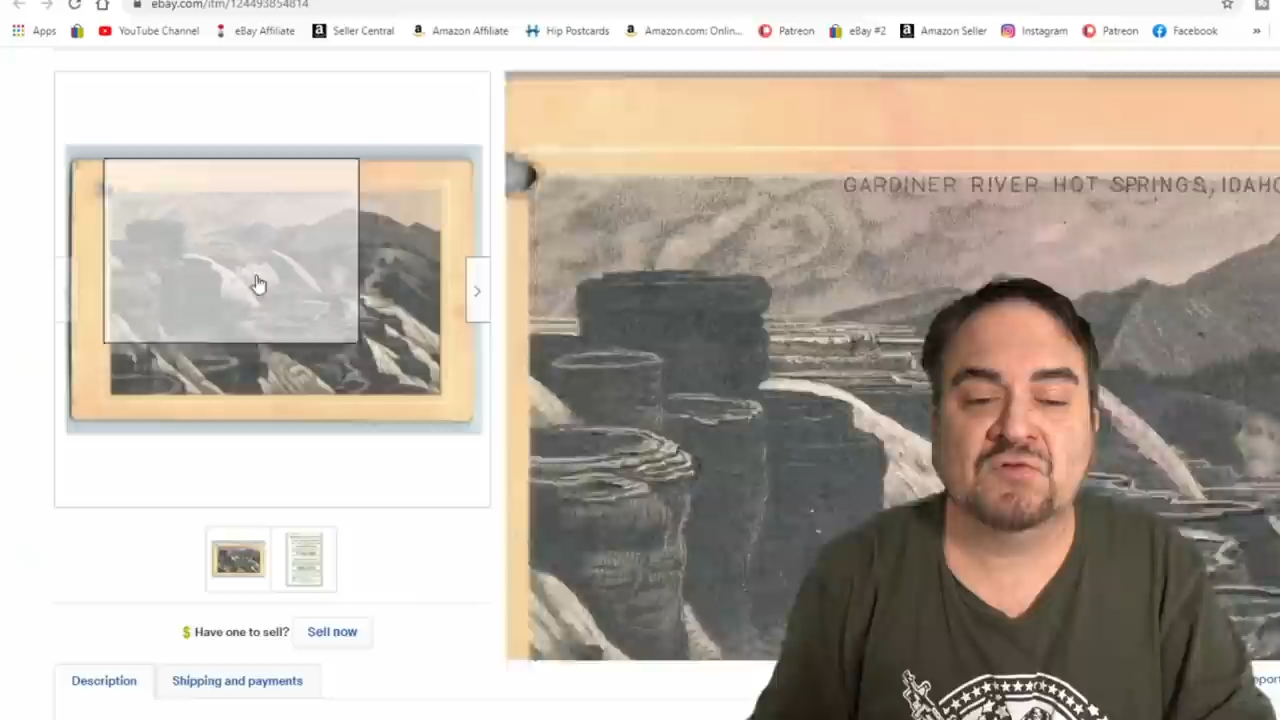 ebay.com/itm/124493854814
Apps YouTube Channel eBay Affiliate Seller Central Amazon Affiliate Hip Postcards Amazon.com: Onlin... Patreon eBay #2 Amazon Seller Instagram Patreon Facebook »
GARDINER RIVER HOT SPRINGS, IDAHO
$ Have one to sell? Sell now
Description Shipping and payments